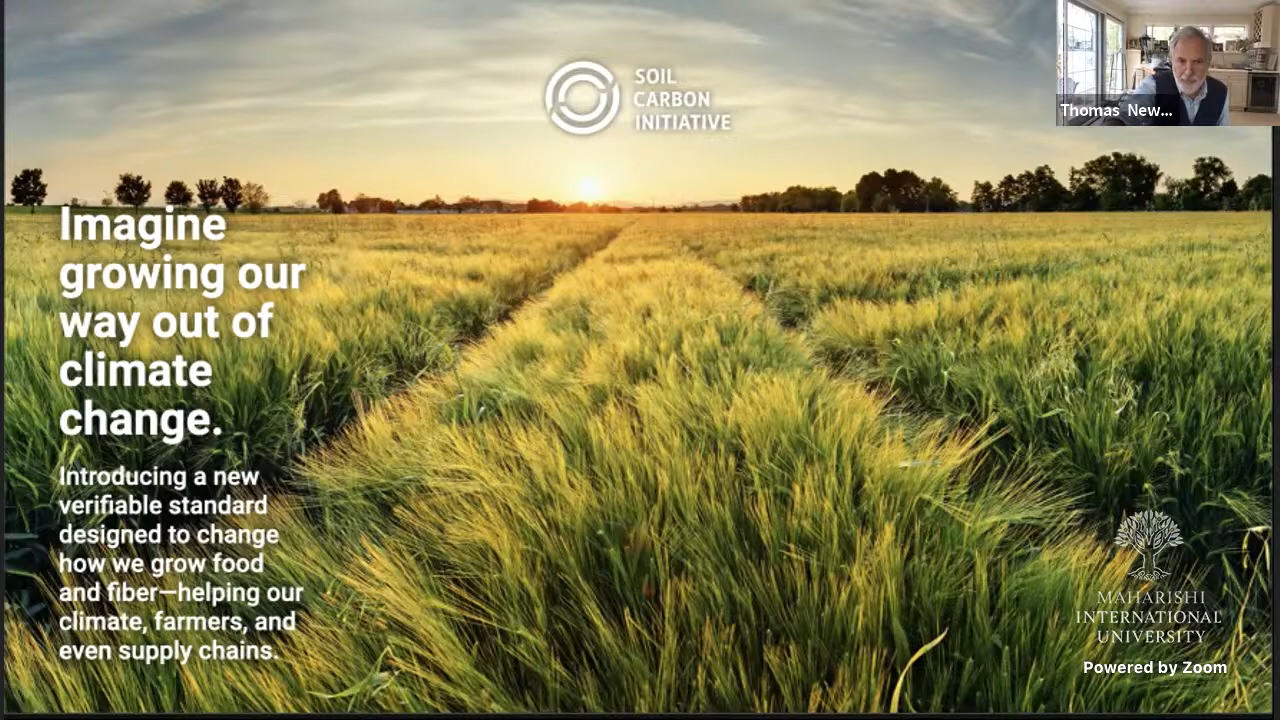 SOIL
CARBON
INITIATIVE
Thomas New...
Imagine
growing our
way out of
climate
change.
Introducing a new
verifiable standard
designed to change
how we grow food
and fiber—helping our
climate, farmers, and
even supply chains.
MAHARISHI
INTERNATIONAL
UNIVERSITY
Powered by Zoom